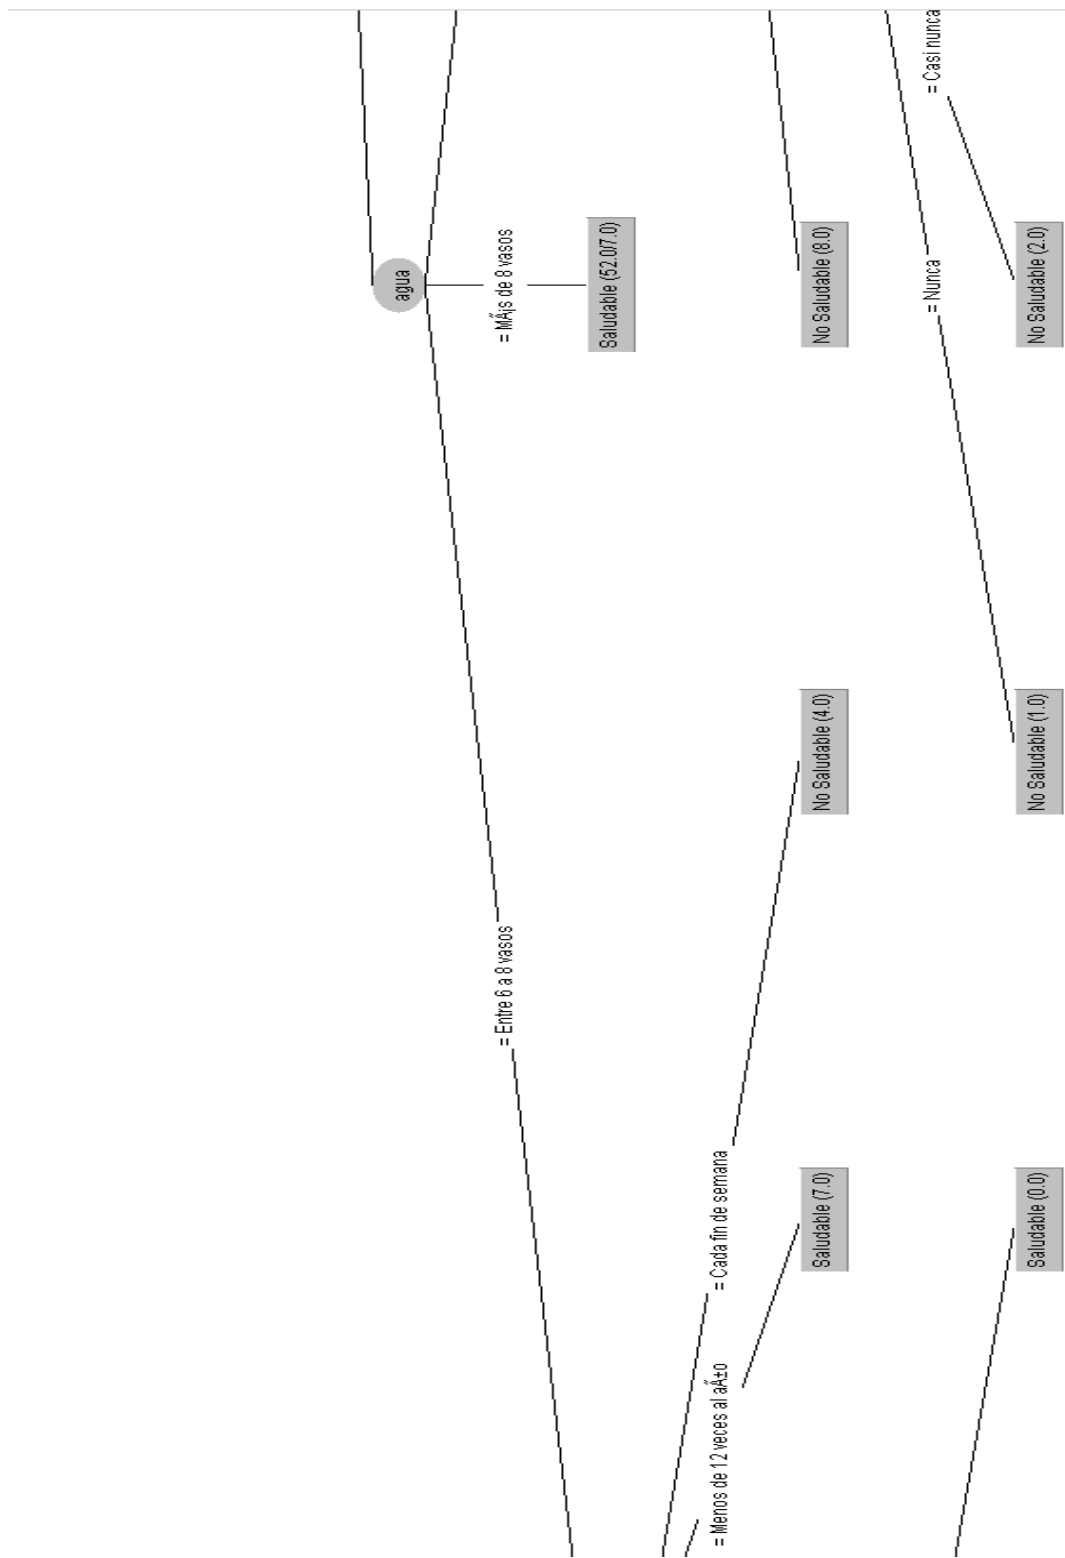 agua
= MÃ¡s de 8 vasos
= Entre 6 a 8 vasos
Saludable (52.0/7.0)
= Menos de 12 veces al aÃ±o
= Cada fin de semana
Saludable (7.0)
No Saludable (4.0)
No Saludable (8.0)
= Nunca
= Casi nunca
Saludable (0.0)
No Saludable (1.0)
No Saludable (2.0)